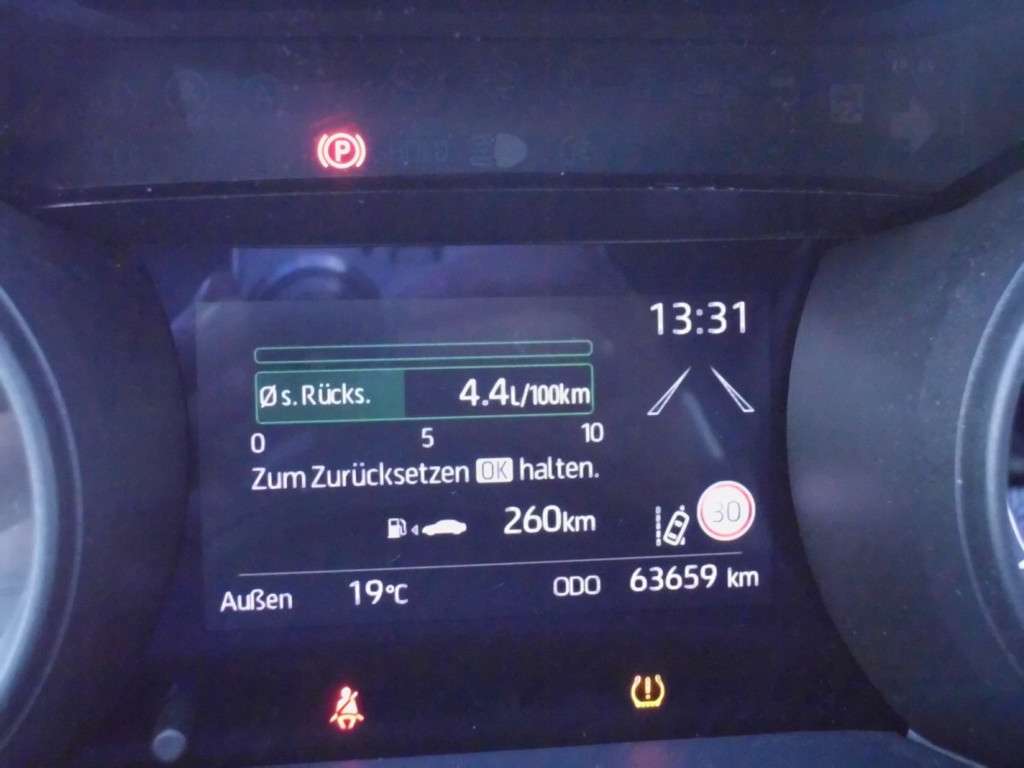 P
13:31
Ø s. Rücks. 4.4L/100km
0 5 10
Zum Zurücksetzen OK halten.
260km
30
Außen 19°C ODO 63659 km